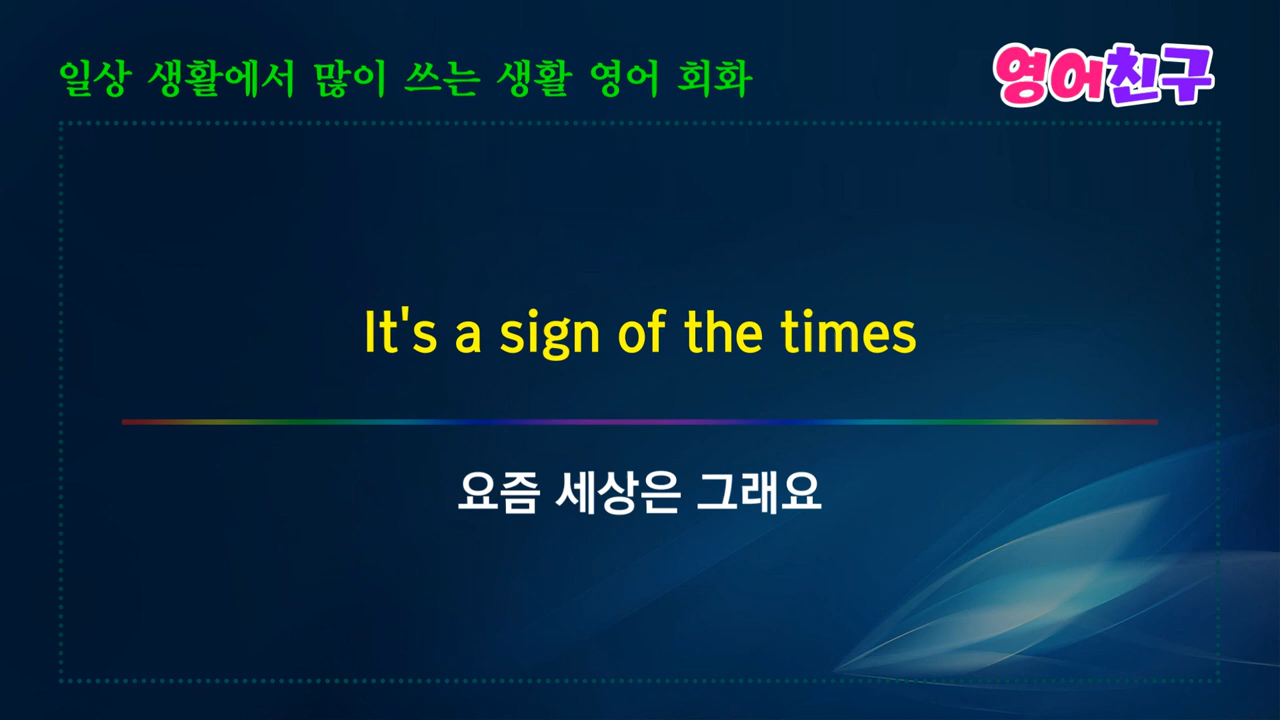 일상 생활에서 많이 쓰는 생활 영어 회화
영어친구
It's a sign of the times
요즘 세상은 그래요